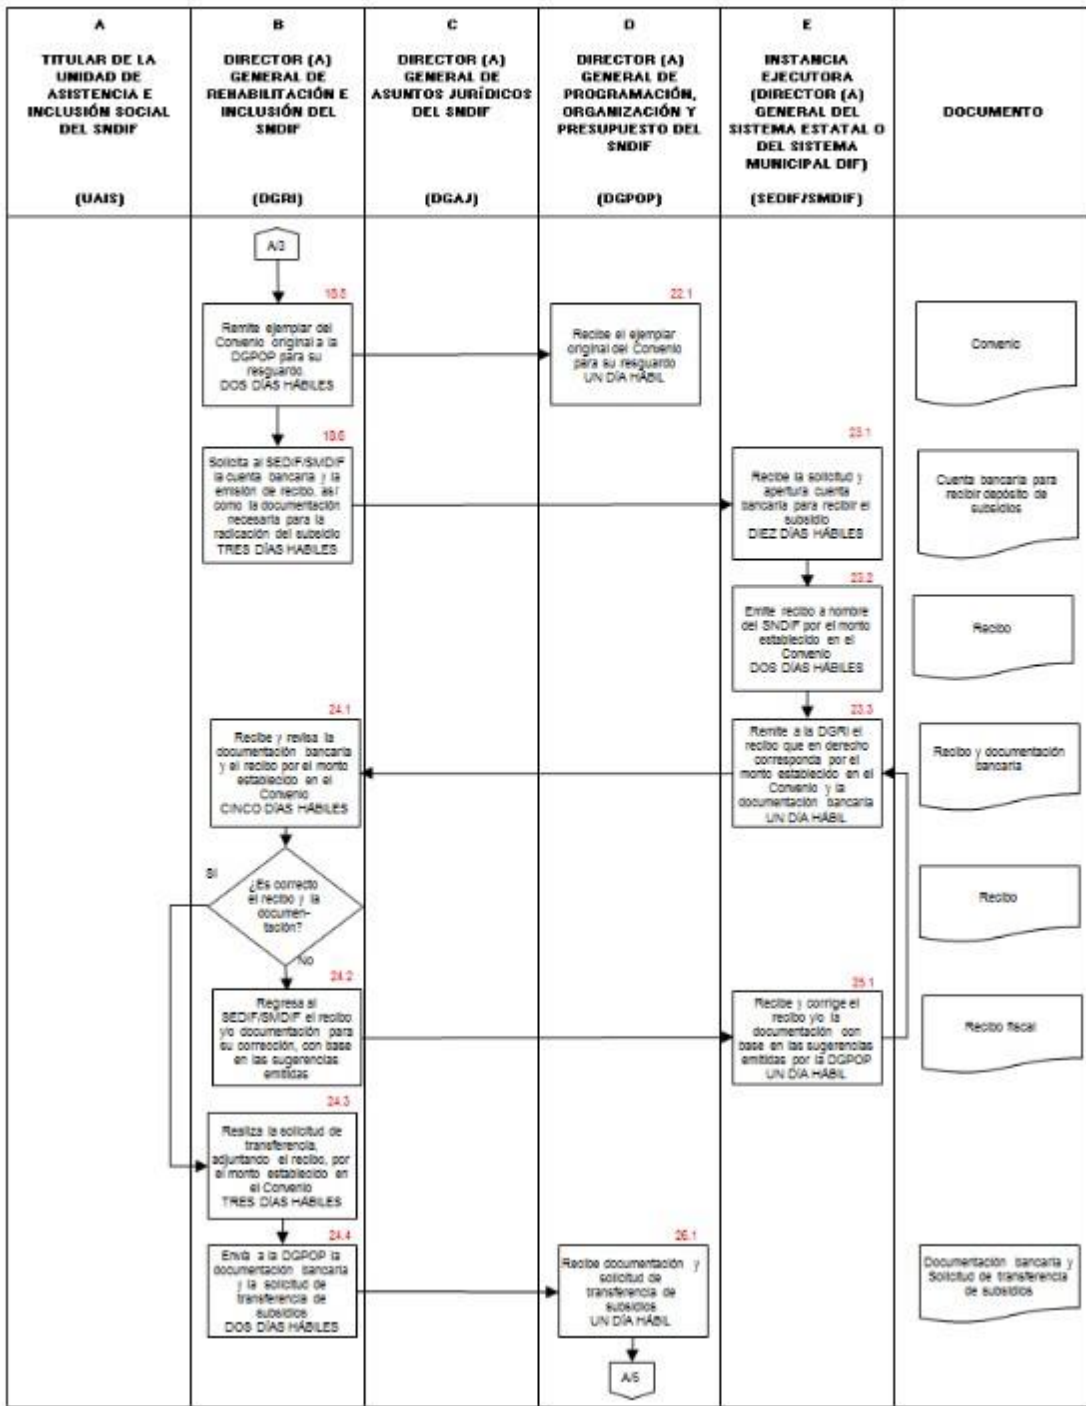 A
TITULAR DE LA
UNIDAD DE
ASISTENCIA E
INCLUSIÓN SOCIAL
DEL SNDIF
(UAIS)
B
DIRECTOR (A)
GENERAL DE
REHABILITACIÓN E
INCLUSIÓN DEL
SNDIF
(DGRI)
C
DIRECTOR (A)
GENERAL DE
ASUNTOS JURÍDICOS
DEL SNDIF
(DGAJ)
D
DIRECTOR (A)
GENERAL DE
PROGRAMACIÓN,
ORGANIZACIÓN Y
PRESUPUESTO DEL
SNDIF
(DGPOP)
E
INSTANCIA
EJECUTORA
(DIRECTOR (A)
GENERAL DEL
SISTEMA ESTATAL O
DEL SISTEMA
MUNICIPAL DIF)
(SEDIF/SMDIF)
DOCUMENTO
A/3
18.5
Remite ejemplar del
Convenio original a la
DGPOP para su
resguardo
DOS DÍAS HÁBILES
22.1
Recibe el ejemplar
original del Convenio
para su resguardo
UN DÍA HÁBIL
Convenio
18.6
Solicita al SEDIF/SMDIF
la cuenta bancaria y la
emisión de recibo, así
como la documentación
necesaria para la
radicación del subsidio
TRES DÍAS HÁBILES
23.1
Recibe la solicitud y
apertura cuenta
bancaria para recibir el
subsidio
DIEZ DÍAS HÁBILES
Cuenta bancaria para
recibir depósito de
subsidios
23.2
Emite recibo a nombre
del SNDIF por el monto
establecido en el
Convenio
DOS DÍAS HÁBILES
Recibo
24.1
Recibe y revisa la
documentación bancaria
y el recibo por el monto
establecido en el
Convenio
CINCO DÍAS HÁBILES
23.3
Remite a la DGRI el
recibo que en derecho
corresponda por el
monto establecido en el
Convenio y la
documentación bancaria
UN DÍA HÁBIL
Recibo y documentación
bancaria
Sí
¿Es correcto
el recibo y la
documen-
tación?
No
Recibo
24.2
Regresa al
SEDIF/SMDIF el recibo
y/o documentación para
su corrección, con base
en las sugerencias
emitidas
25.1
Recibe y corrige el
recibo y/o la
documentación con
base en las sugerencias
emitidas por la DGPOP
UN DÍA HÁBIL
Recibo fiscal
24.3
Realiza la solicitud de
transferencia,
adjuntando el recibo, por
el monto establecido en
el Convenio
TRES DÍAS HÁBILES
24.4
Envía a la DGPOP la
documentación bancaria
y la solicitud de
transferencia de
subsidios
DOS DÍAS HÁBILES
26.1
Recibe documentación y
solicitud de
transferencia de
subsidios
UN DÍA HÁBIL
Documentación bancaria y
Solicitud de transferencia
de subsidios
A/5